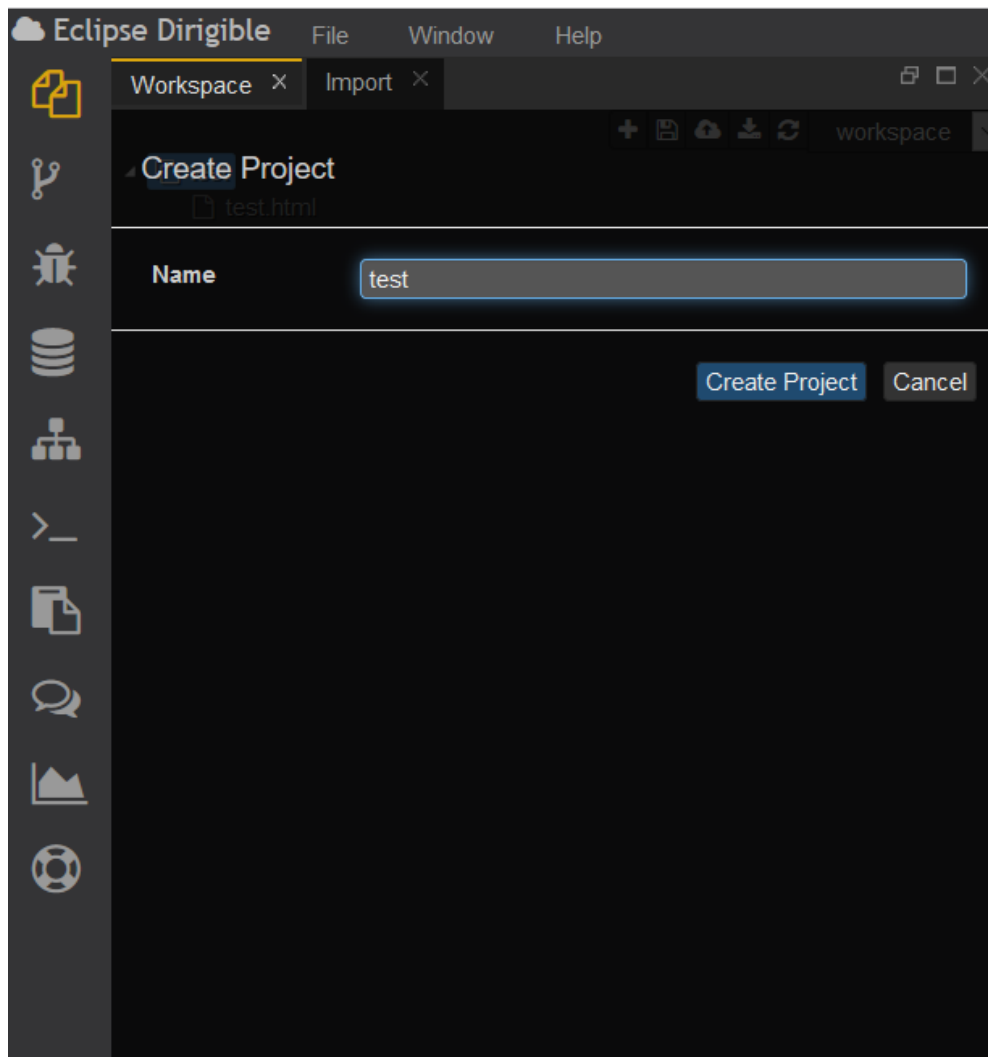 Eclipse Dirigible File Window Help
Workspace Import
workspace
Create Project
test.html
Name test
Create Project Cancel